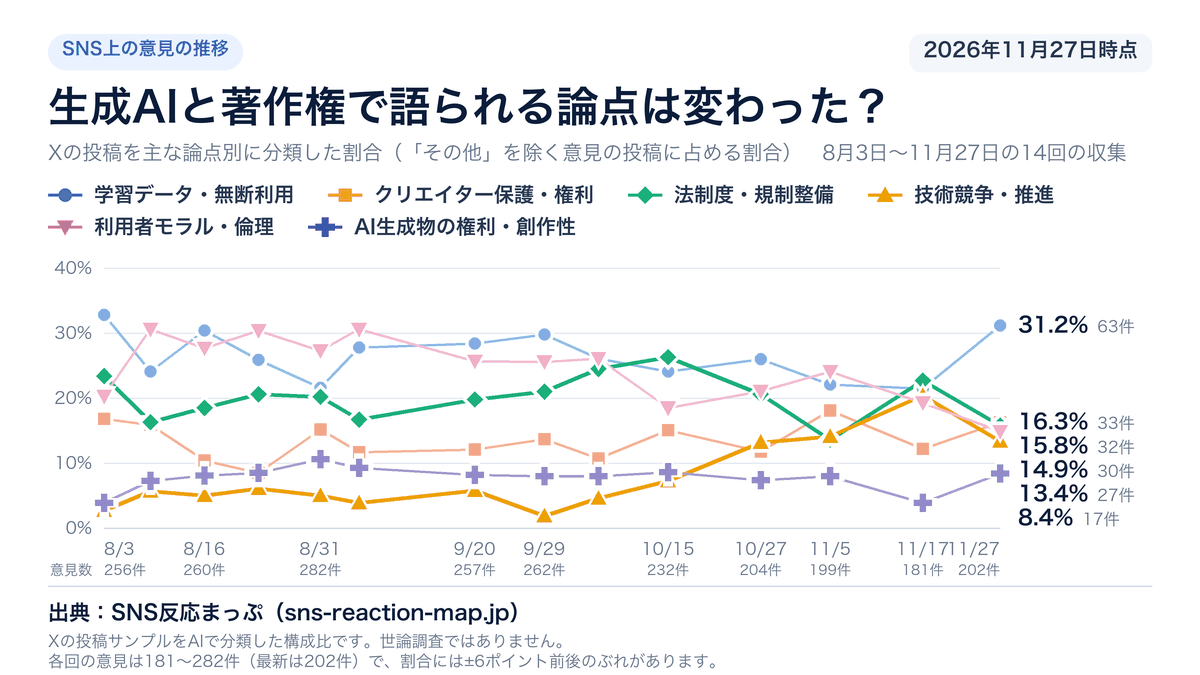 SNS上の意見の推移
2026年11月27日時点
生成AIと著作権で語られる論点は変わった？
Xの投稿を主な論点別に分類した割合（「その他」を除く意見の投稿に占める割合） 8月3日〜11月27日の14回の収集
学習データ・無断利用 クリエイター保護・権利 法制度・規制整備 技術競争・推進
利用者モラル・倫理 AI生成物の権利・創作性
40%
30%
20%
10%
0%
31.2% 63件
16.3% 33件
15.8% 32件
14.9% 30件
13.4% 27件
8.4% 17件
8/3 8/16 8/31 9/20 9/29 10/15 10/27 11/5 11/17 11/27
意見数 256件 260件 282件 257件 262件 232件 204件 199件 181件 202件
出典：SNS反応まっぷ（sns-reaction-map.jp）
Xの投稿サンプルをAIで分類した構成比です。世論調査ではありません。
各回の意見は181〜282件（最新は202件）で、割合には±6ポイント前後のぶれがあります。